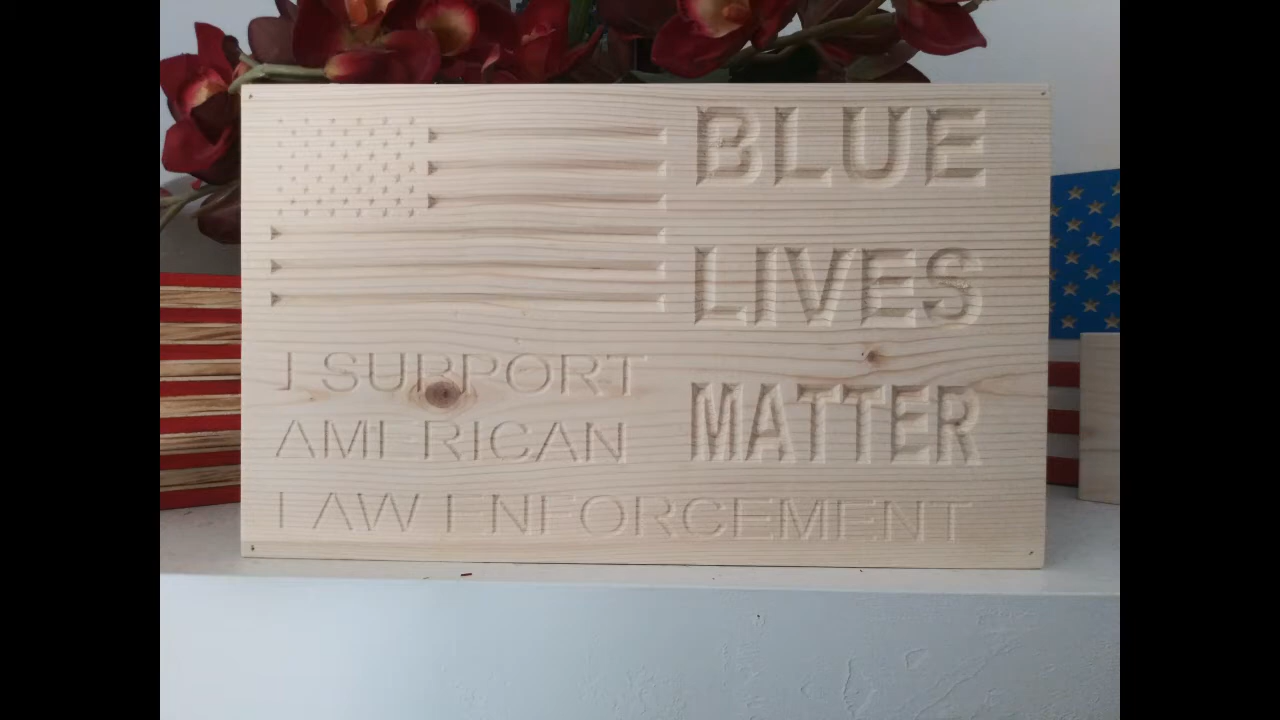 BLUE
LIVES
MATTER
I SUPPORT
AMERICAN
LAW ENFORCEMENT